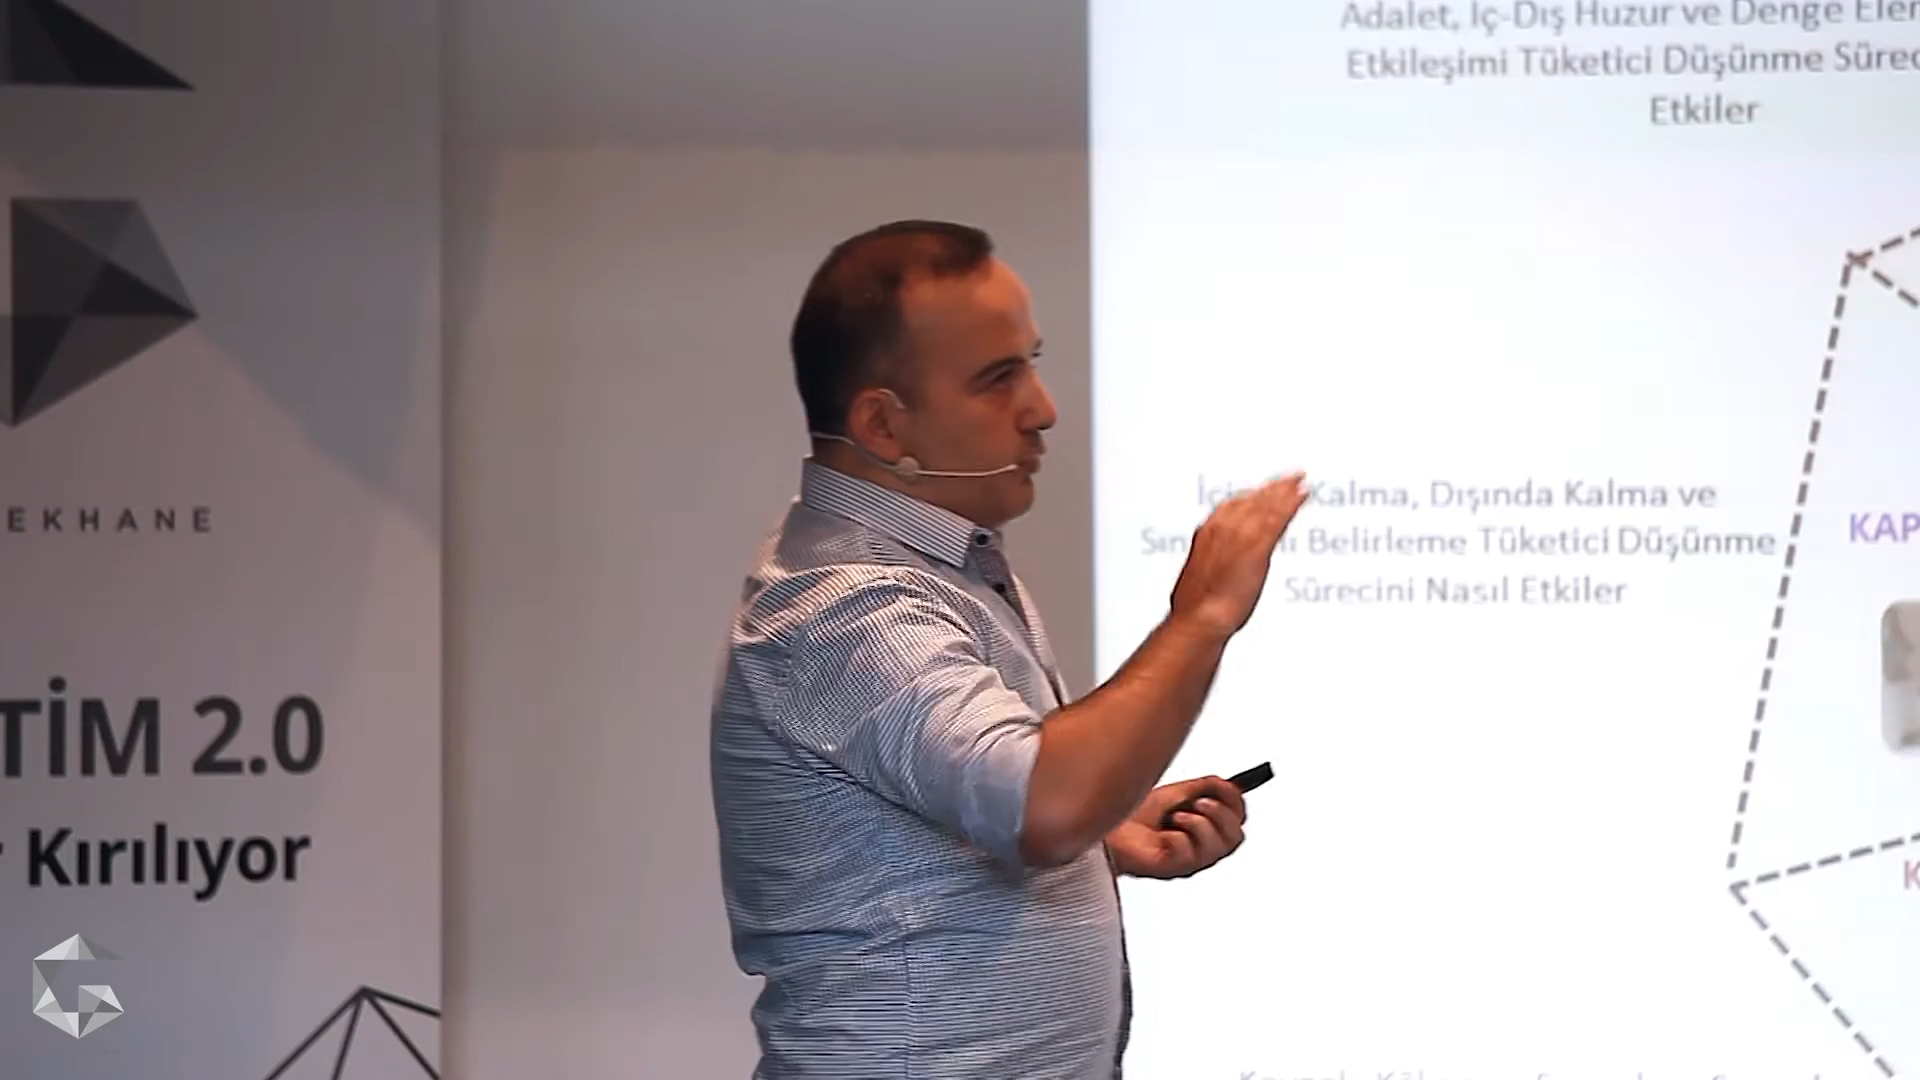 EKHANE
TİM 2.0
Kırılıyor
Adalet, İç-Dış Huzur ve Denge
Etkileşimi Tüketici Düşünme
Etkiler
Kalma, Dışında Kalma ve
Belirleme Tüketici Düşünme
Sürecini Nasıl Etkiler
KAP
K